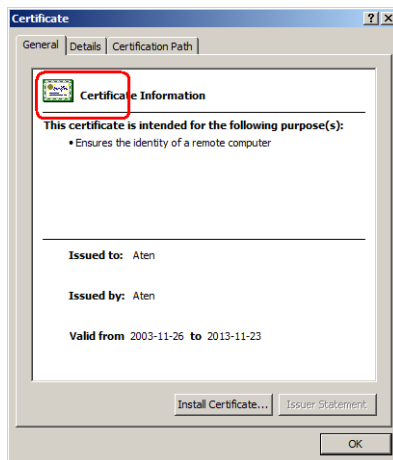 Certificate
General Details Certification Path
Certificate Information
This certificate is intended for the following purpose(s):
• Ensures the identity of a remote computer
Issued to: Aten
Issued by: Aten
Valid from 2003-11-26 to 2013-11-23
Install Certificate... Issuer Statement
OK